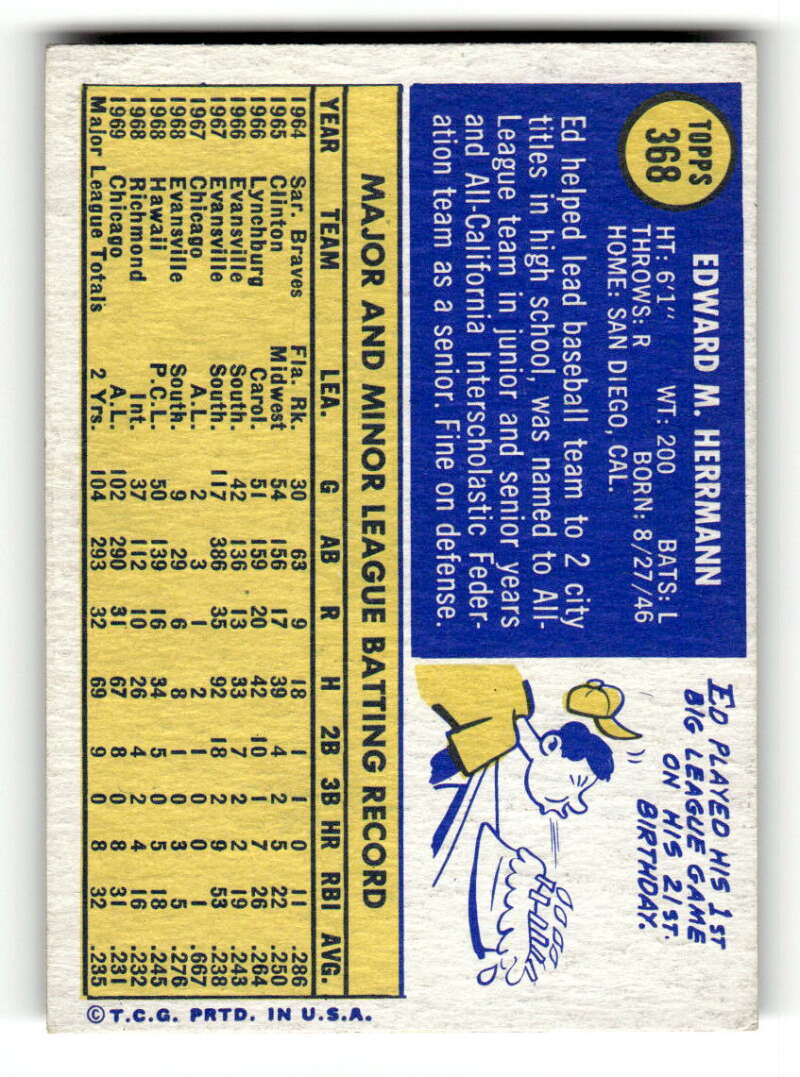 TOPPS
368
EDWARD M. HERRMANN
HT: 6'1" WT: 200 BATS: L
THROWS: R BORN: 8/27/46
HOME: SAN DIEGO, CAL.
Ed helped lead baseball team to 2 city
titles in high school, was named to All-
League team in junior and senior years
and All-California Interscholastic Feder-
ation team as a senior. Fine on defense.
ED PLAYED HIS 1ST
BIG LEAGUE GAME
ON HIS 21ST.
BIRTHDAY.
MAJOR AND MINOR LEAGUE BATTING RECORD
YEAR TEAM LEA. G AB R H 2B 3B HR RBI AVG.
1964 Sar. Braves Fla. Rk. 30 63 9 18 1 1 0 11 .286
1965 Clinton Midwest 54 156 17 39 4 2 5 22 .250
1966 Lynchburg Carol. 51 159 20 42 10 1 7 26 .264
1966 Evansville South. 42 136 13 33 7 2 2 19 .243
1967 Evansville South. 117 386 35 92 18 2 9 53 .238
1967 Chicago A.L. 2 3 1 2 1 0 0 1 .667
1968 Evansville South. 9 29 6 8 1 0 3 5 .276
1968 Hawaii P.C.L. 50 139 16 34 5 0 5 18 .245
1968 Richmond Int. 37 112 10 26 4 2 4 16 .232
1969 Chicago A.L. 102 290 31 67 8 0 8 31 .231
Major League Totals 2 Yrs. 104 293 32 69 9 0 8 32 .235
© T.C.G. PRTD. IN U.S.A.